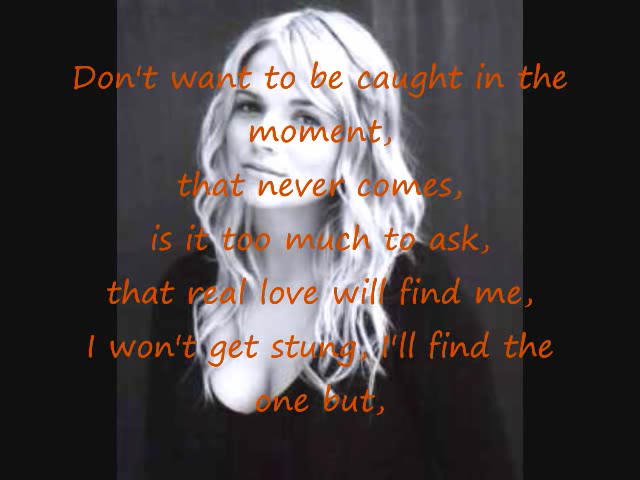 Don't want to be caught in the
moment,
that never comes,
is it too much to ask,
that real love will find me,
I won't get stung, I'll find the
one but,